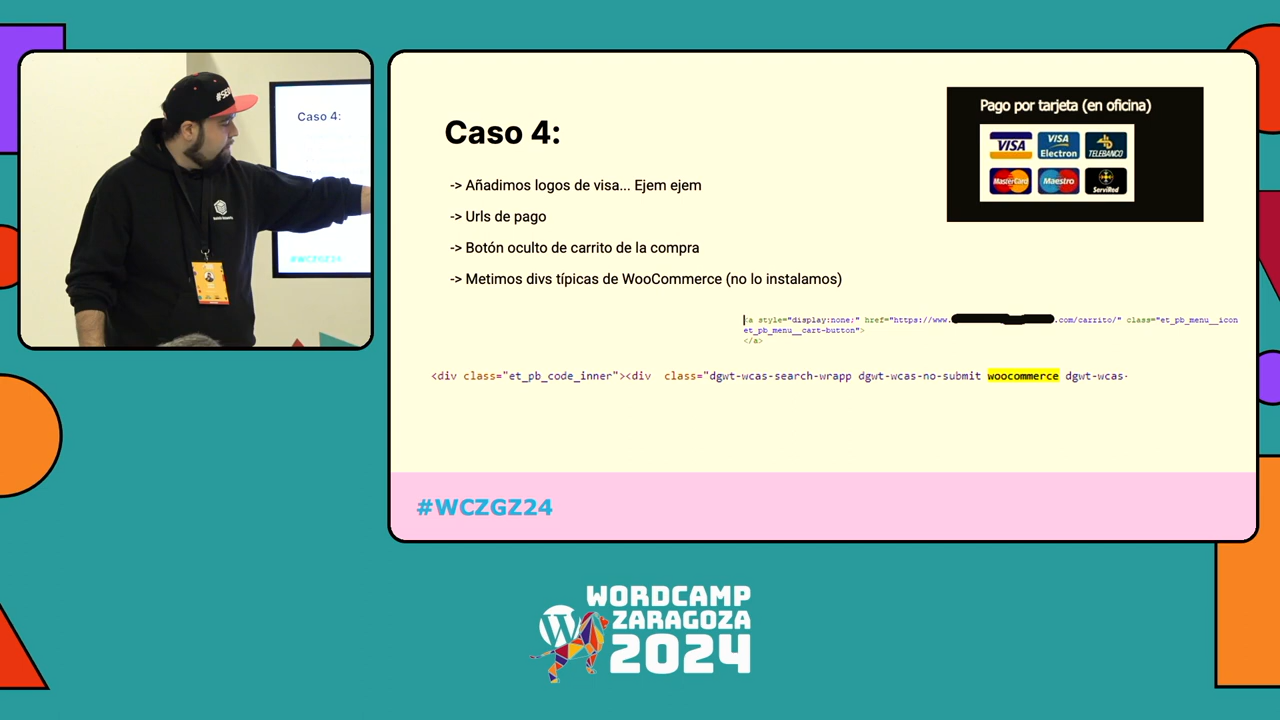 #SE
Caso 4:
#WCZGZ24
Caso 4:
-> Añadimos logos de visa... Ejem ejem
-> Urls de pago
-> Botón oculto de carrito de la compra
-> Metimos divs típicas de WooCommerce (no lo instalamos)
Pago por tarjeta (en oficina)
VISA
VISA Electron
TELEBANCO
MasterCard
Maestro
ServiRed
<a style="display:none;" href="https://www.
.com/carrito/" class="et_pb_menu__icon
et_pb_menu__cart-button">
</a>
<div class="et_pb_code_inner"><div  class="dgwt-wcas-search-wrapp dgwt-wcas-no-submit woocommerce dgwt-wcas-
#WCZGZ24
WORDCAMP
ZARAGOZA
2024